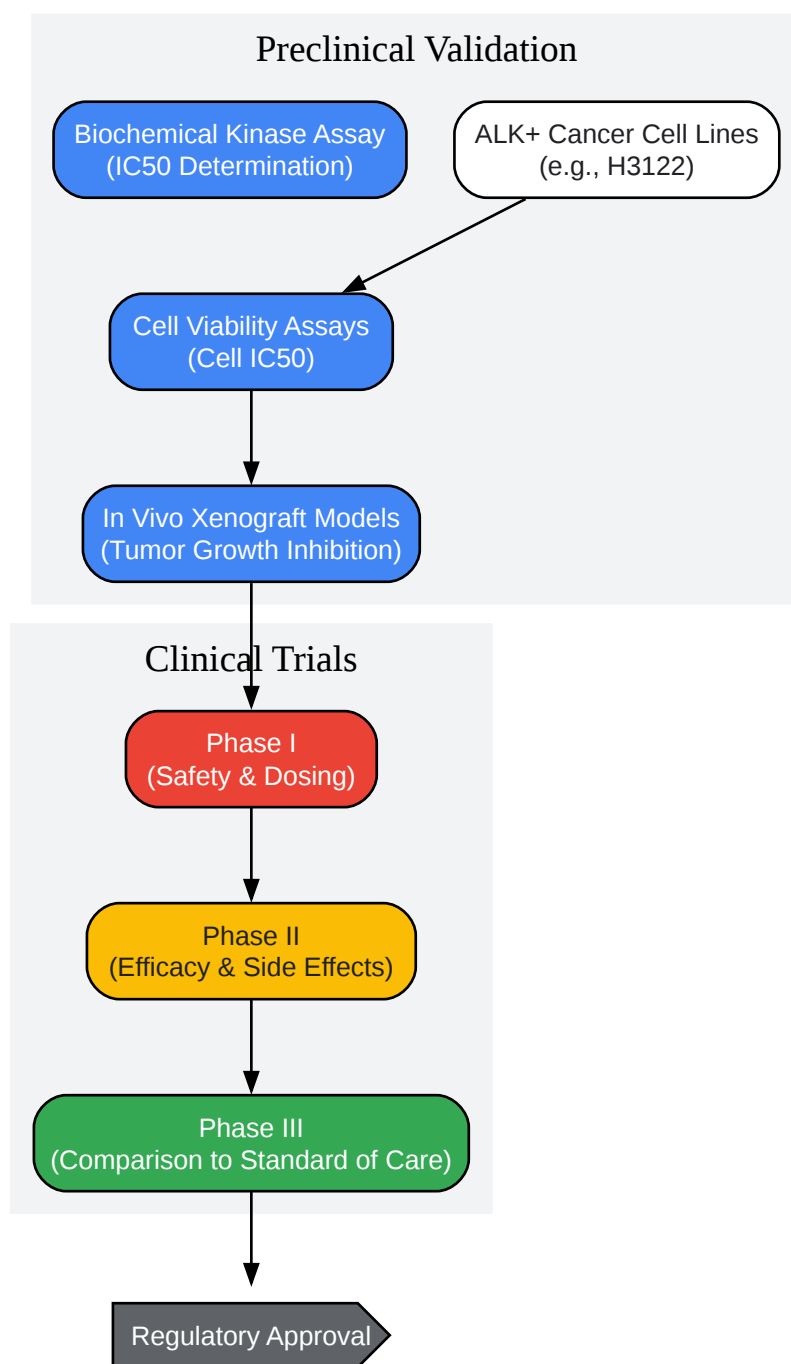 Preclinical Validation
Biochemical Kinase Assay
(IC50 Determination)
ALK+ Cancer Cell Lines
(e.g., H3122)
Cell Viability Assays
(Cell IC50)
In Vivo Xenograft Models
(Tumor Growth Inhibition)
Clinical Trials
Phase I
(Safety & Dosing)
Phase II
(Efficacy & Side Effects)
Phase III
(Comparison to Standard of Care)
Regulatory Approval